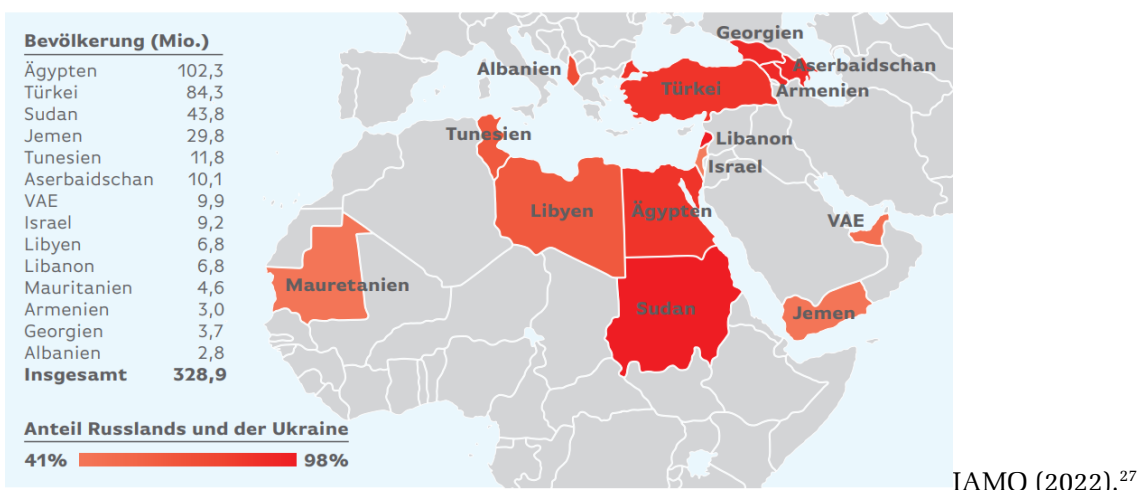 Bevölkerung (Mio.)
Ägypten 102,3
Türkei 84,3
Sudan 43,8
Jemen 29,8
Tunesien 11,8
Aserbaidschan 10,1
VAE 9,9
Israel 9,2
Libyen 6,8
Libanon 6,8
Mauritanien 4,6
Armenien 3,0
Georgien 3,7
Albanien 2,8
Insgesamt 328,9
Anteil Russlands und der Ukraine
41% 98%
Georgien
Albanien
Aserbaidschan
Türkei
Armenien
Tunesien
Libanon
Israel
Libyen
Ägypten
VAE
Mauretanien
Sudan
Jemen
IAMO (2022).²⁷